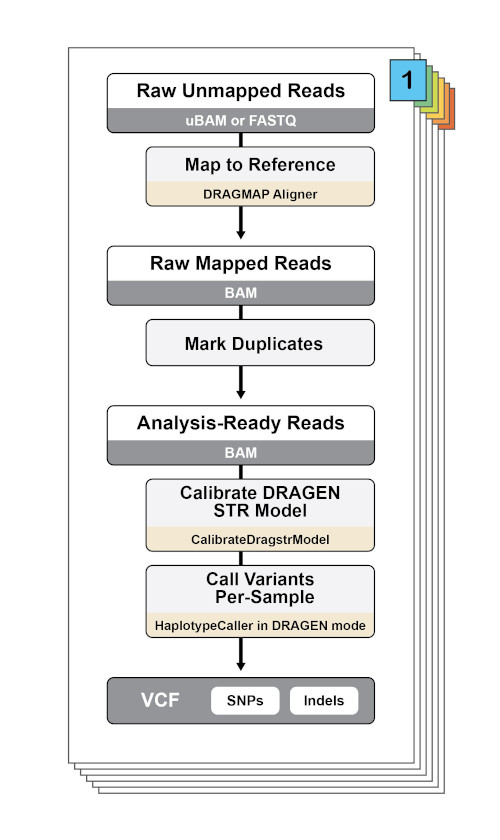 1
Raw Unmapped Reads
uBAM or FASTQ
Map to Reference
DRAGMAP Aligner
Raw Mapped Reads
BAM
Mark Duplicates
Analysis-Ready Reads
BAM
Calibrate DRAGEN
STR Model
CalibrateDragstrModel
Call Variants
Per-Sample
HaplotypeCaller in DRAGEN mode
VCF SNPs Indels